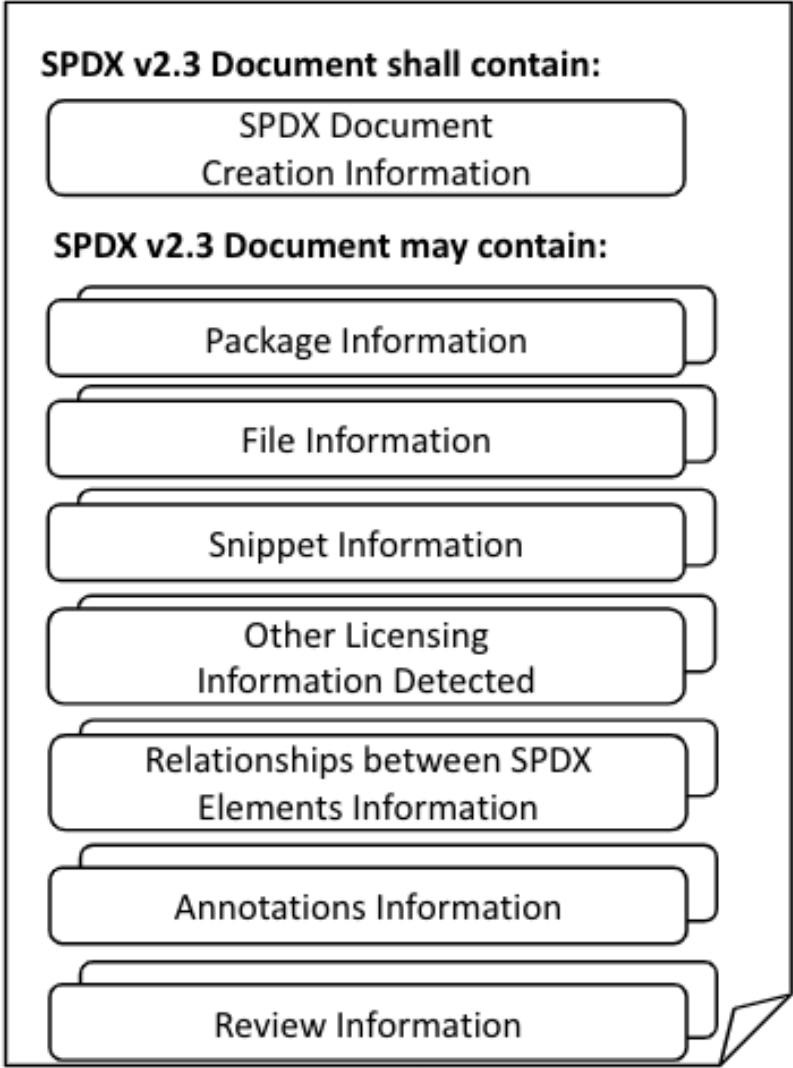 SPDX v2.3 Document shall contain:
SPDX Document
Creation Information
SPDX v2.3 Document may contain:
Package Information
File Information
Snippet Information
Other Licensing
Information Detected
Relationships between SPDX
Elements Information
Annotations Information
Review Information